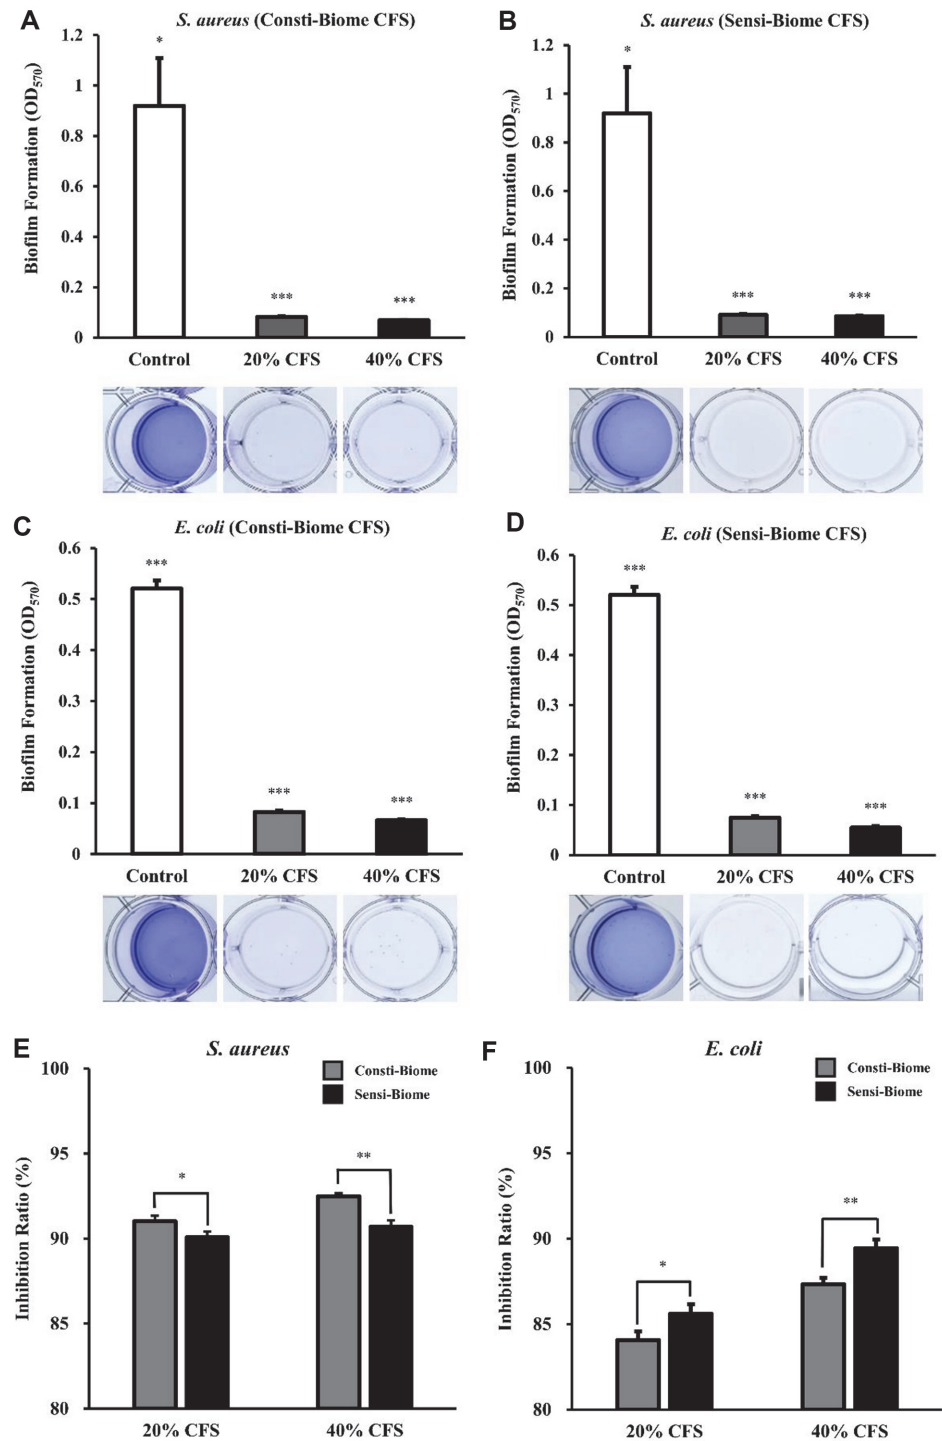 A
S. aureus (Consti-Biome CFS)
Biofilm Formation (OD570)
1.2
1
0.8
0.6
0.4
0.2
0
*
***
***
Control
20% CFS
40% CFS
B
S. aureus (Sensi-Biome CFS)
Biofilm Formation (OD570)
1.2
1
0.8
0.6
0.4
0.2
0
*
***
***
Control
20% CFS
40% CFS
C
E. coli (Consti-Biome CFS)
Biofilm Formation (OD570)
0.6
0.5
0.4
0.3
0.2
0.1
0
***
***
***
Control
20% CFS
40% CFS
D
E. coli (Sensi-Biome CFS)
Biofilm Formation (OD570)
0.6
0.5
0.4
0.3
0.2
0.1
0
***
***
***
Control
20% CFS
40% CFS
E
S. aureus
Consti-Biome
Sensi-Biome
Inhibition Ratio (%)
100
95
90
85
80
*
**
20% CFS
40% CFS
F
E. coli
Consti-Biome
Sensi-Biome
Inhibition Ratio (%)
100
95
90
85
80
*
**
20% CFS
40% CFS